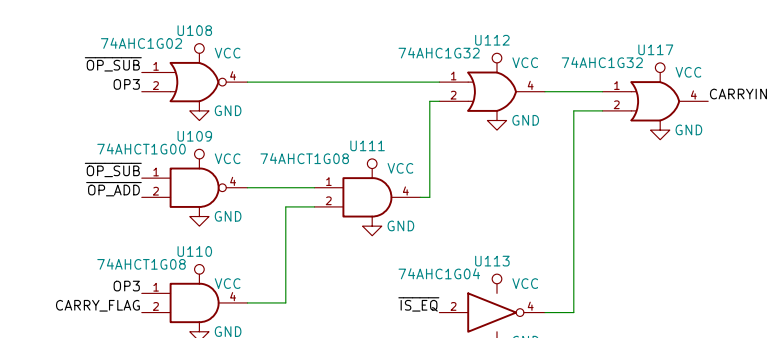 U108
74AHC1G02
VCC
OP_SUB 1
OP3 2
4
GND
U109
74AHCT1G00
VCC
OP_SUB 1
OP_ADD 2
4
GND
U110
74AHCT1G08
VCC
OP3 1
CARRY_FLAG 2
4
GND
U111
74AHCT1G08
VCC
1
2
4
GND
U112
74AHC1G32
VCC
1
2
4
GND
U113
74AHC1G04
VCC
IS_EQ 2
4
GND
U117
74AHC1G32
VCC
1
2
4 CARRYIN
GND